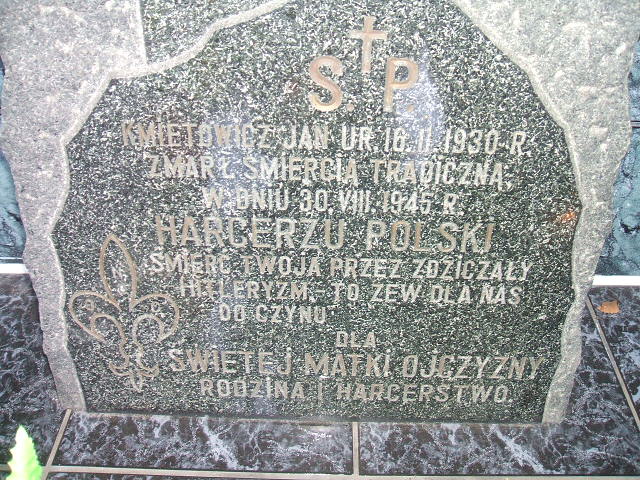 Ś. P.
KMIETOWICZ JAN UR. 16.II.1930 R.
ZMARŁ ŚMIERCIĄ TRAGICZNĄ,
W DNIU 30.VIII.1945 R.
HARCERZU POLSKI
ŚMIERĆ TWOJA PRZEZ ZDZICZAŁY
HITLERYZM - TO ZEW DLA NAS
DO CZYNU
DLA
ŚWIĘTEJ MATKI OJCZYZNY
RODZINA I HARCERSTWO